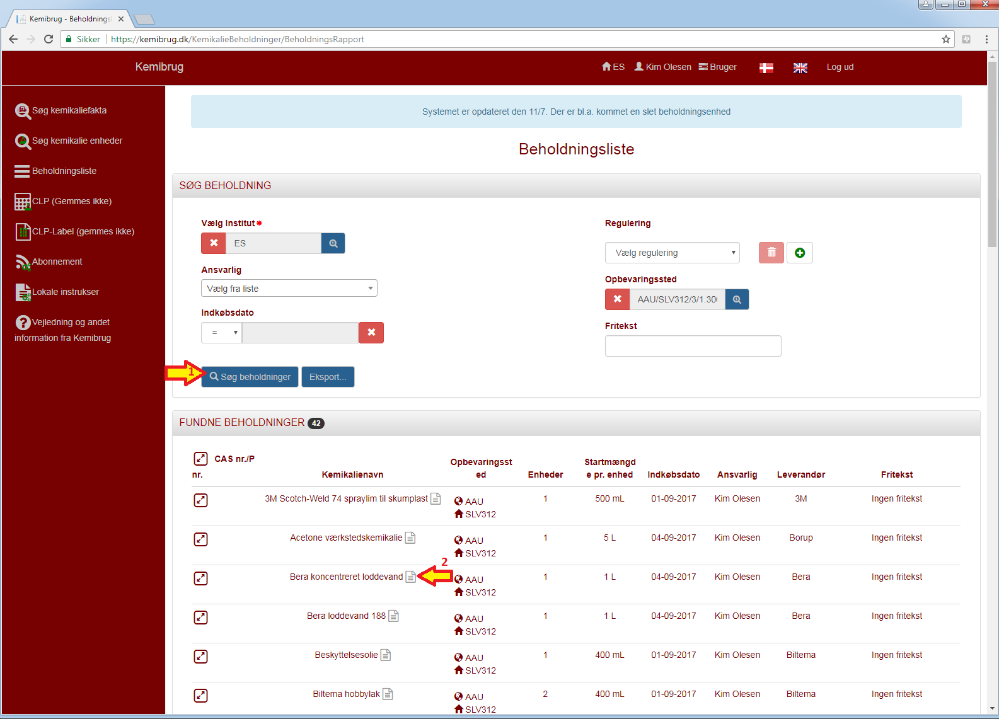 Kemibrug - Beholdnings
Sikker | https://kemibrug.dk/KemikalieBeholdninger/BeholdningsRapport
Kemibrug
ES Kim Olesen Bruger Log ud
Søg kemikaliefakta
Søg kemikalie enheder
Beholdningsliste
CLP (Gemmes ikke)
CLP-Label (gemmes ikke)
Abonnement
Lokale instrukser
Vejledning og andet
information fra Kemibrug
Systemet er opdateret den 11/7. Der er bl.a. kommet en slet beholdningsenhed
Beholdningsliste
SØG BEHOLDNING
Vælg Institut*
ES
Ansvarlig
Vælg fra liste
Indkøbsdato
=
Regulering
Vælg regulering
Opbevaringssted
AAU/SLV312/3/1.30
Fritekst
1
Søg beholdninger Eksport...
FUNDNE BEHOLDNINGER 42
CAS nr./P
nr.
Kemikalienavn
Opbevaringsst
ed
Enheder
Startmængd
e pr. enhed
Indkøbsdato
Ansvarlig
Leverandør
Fritekst
3M Scotch-Weld 74 spraylim til skumplast AAU 1 500 mL 01-09-2017 Kim Olesen 3M Ingen fritekst
SLV312
Acetone værkstedskemikalie AAU 1 5 L 04-09-2017 Kim Olesen Borup Ingen fritekst
SLV312
2
Bera koncentreret loddevand AAU 1 1 L 04-09-2017 Kim Olesen Bera Ingen fritekst
SLV312
Bera loddevand 188 AAU 1 1 L 04-09-2017 Kim Olesen Bera Ingen fritekst
SLV312
Beskyttelsesolie AAU 1 400 mL 01-09-2017 Kim Olesen Biltema Ingen fritekst
SLV312
Biltema hobbylak AAU 2 400 mL 01-09-2017 Kim Olesen Biltema Ingen fritekst
SLV312